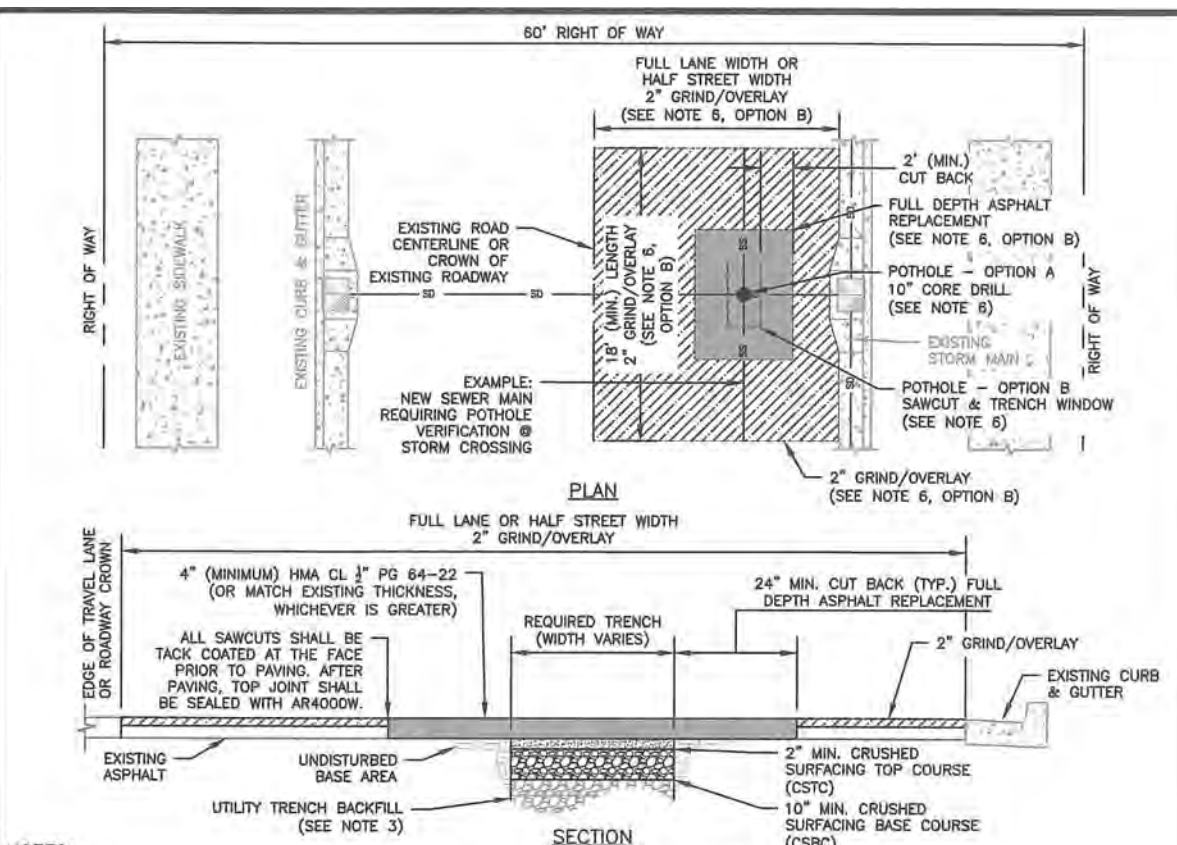 60' RIGHT OF WAY
FULL LANE WIDTH OR
HALF STREET WIDTH
2" GRIND/OVERLAY
(SEE NOTE 6, OPTION B)
RIGHT OF WAY
EXISTING SIDEWALK
EXISTING CURB & GUTTER
EXISTING ROAD
CENTERLINE OR
CROWN OF
EXISTING ROADWAY
SD
SD
18' (MIN.) LENGTH
2" GRIND/OVERLAY
(SEE NOTE 6,
OPTION B)
SS
SS
SD
SD
2' (MIN.)
CUT BACK
FULL DEPTH ASPHALT
REPLACEMENT
(SEE NOTE 6, OPTION B)
POTHOLE – OPTION A
10" CORE DRILL
(SEE NOTE 6)
EXISTING
STORM MAIN
POTHOLE – OPTION B
SAWCUT & TRENCH WINDOW
(SEE NOTE 6)
RIGHT OF WAY
EXAMPLE:
NEW SEWER MAIN
REQUIRING POTHOLE
VERIFICATION @
STORM CROSSING
2" GRIND/OVERLAY
(SEE NOTE 6, OPTION B)
PLAN
FULL LANE OR HALF STREET WIDTH
2" GRIND/OVERLAY
EDGE OF TRAVEL LANE
OR ROADWAY CROWN
4" (MINIMUM) HMA CL ½" PG 64-22
(OR MATCH EXISTING THICKNESS,
WHICHEVER IS GREATER)
24" MIN. CUT BACK (TYP.) FULL
DEPTH ASPHALT REPLACEMENT
ALL SAWCUTS SHALL BE
TACK COATED AT THE FACE
PRIOR TO PAVING. AFTER
PAVING, TOP JOINT SHALL
BE SEALED WITH AR4000W.
REQUIRED TRENCH
(WIDTH VARIES)
2" GRIND/OVERLAY
EXISTING CURB
& GUTTER
EXISTING
ASPHALT
UNDISTURBED
BASE AREA
2" MIN. CRUSHED
SURFACING TOP COURSE
(CSTC)
UTILITY TRENCH BACKFILL
(SEE NOTE 3)
10" MIN. CRUSHED
SURFACING BASE COURSE
(CSBC)
SECTION